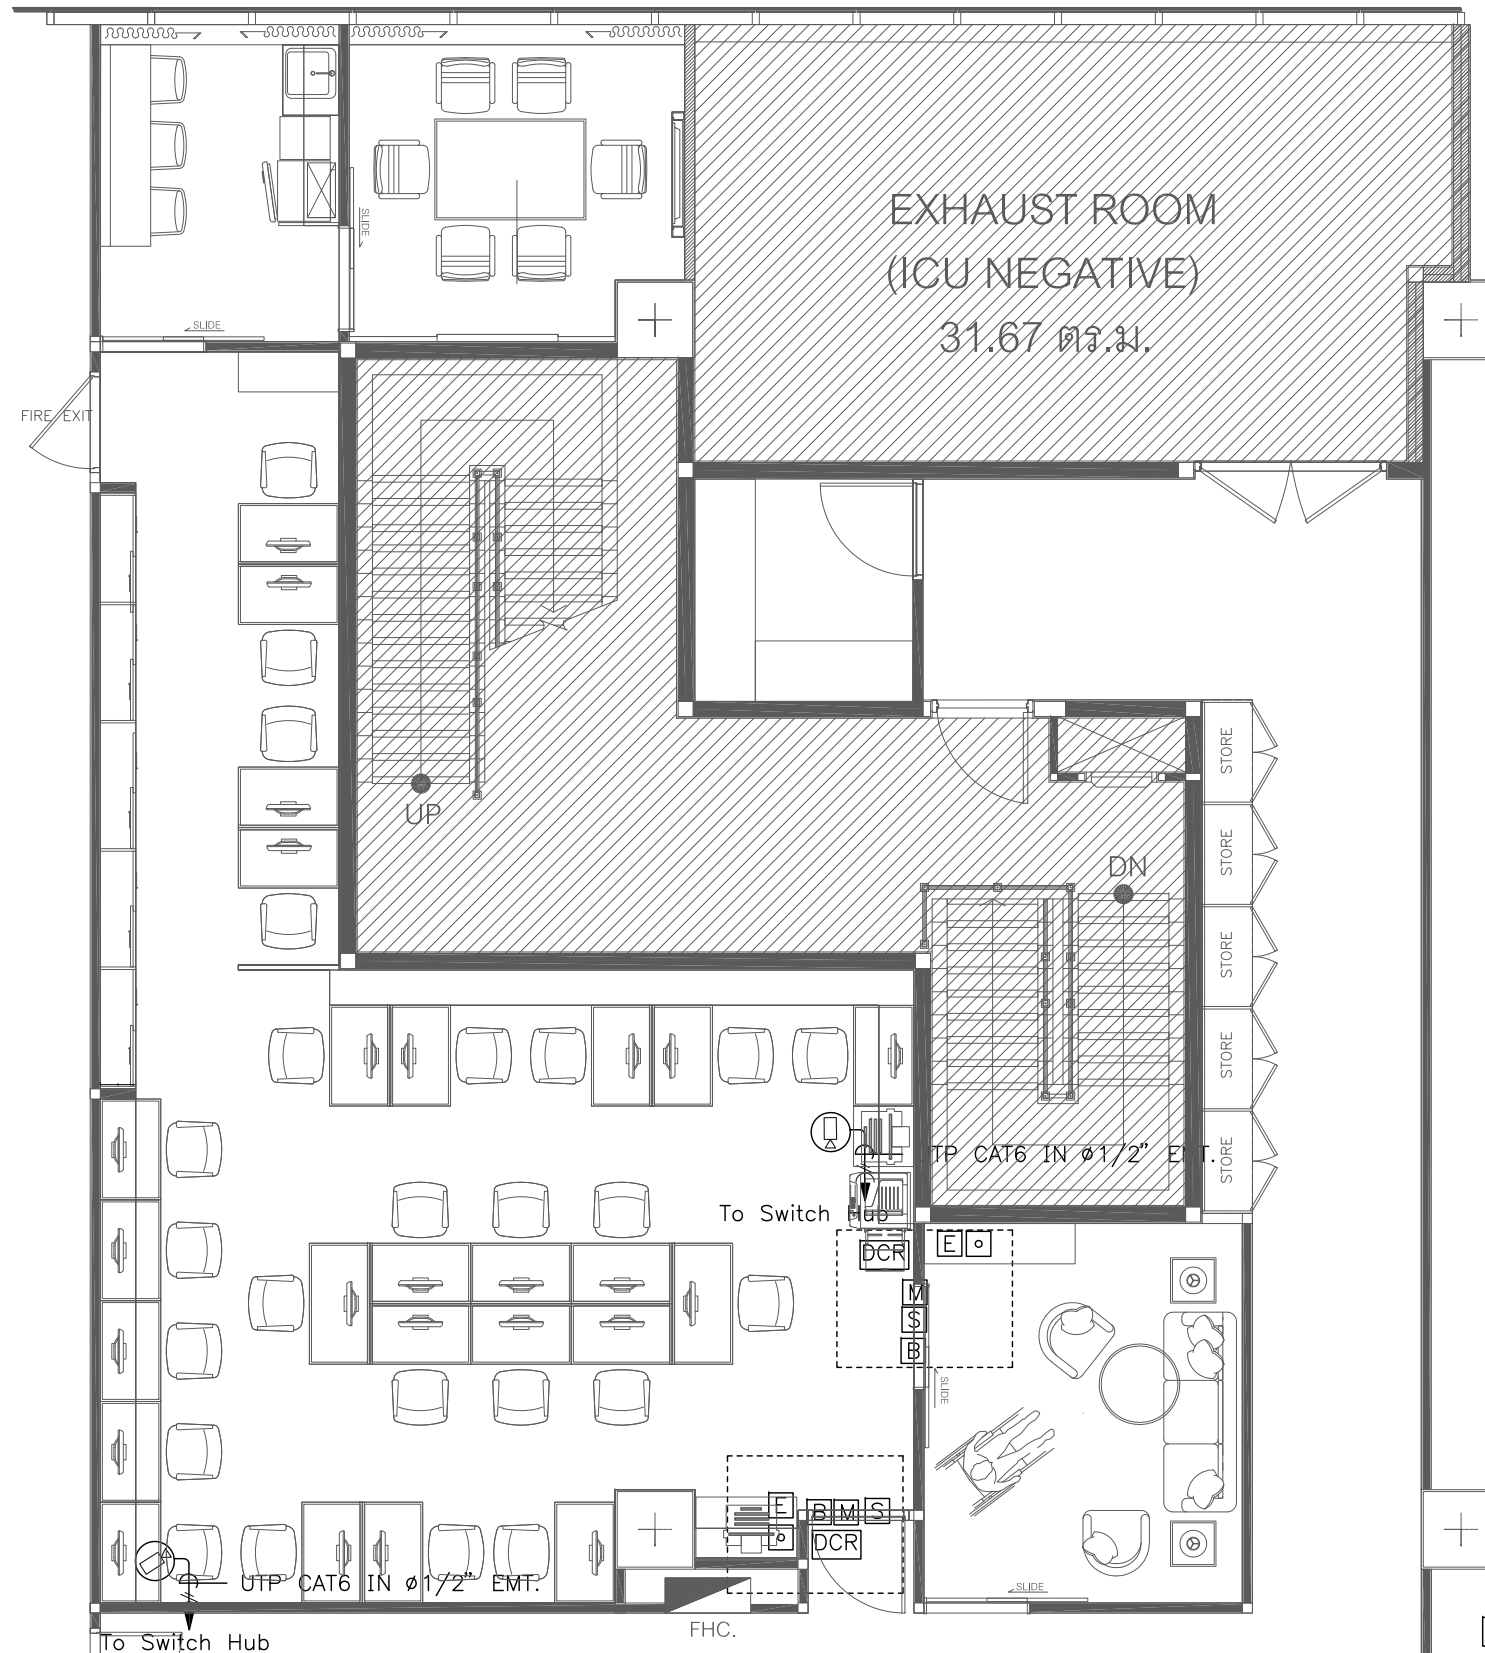 EXHAUST ROOM
(ICU NEGATIVE)
31.67 ตร.ม.
SLIDE
SLIDE
FIRE EXIT
UP
DN
STORE
STORE
STORE
STORE
STORE
UTP CAT6 IN ø1/2" EMT.
To Switch Hub
DCR
E
M
S
B
SLIDE
E
B M S
DCR
UTP CAT6 IN ø1/2" EMT.
SLIDE
FHC.
To Switch Hub